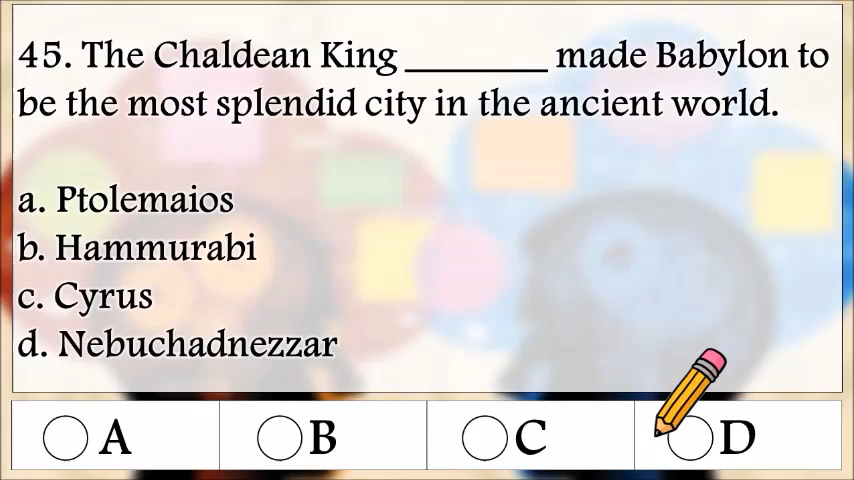 45. The Chaldean King _______ made Babylon to
be the most splendid city in the ancient world.
a. Ptolemaios
b. Hammurabi
c. Cyrus
d. Nebuchadnezzar
A B C D